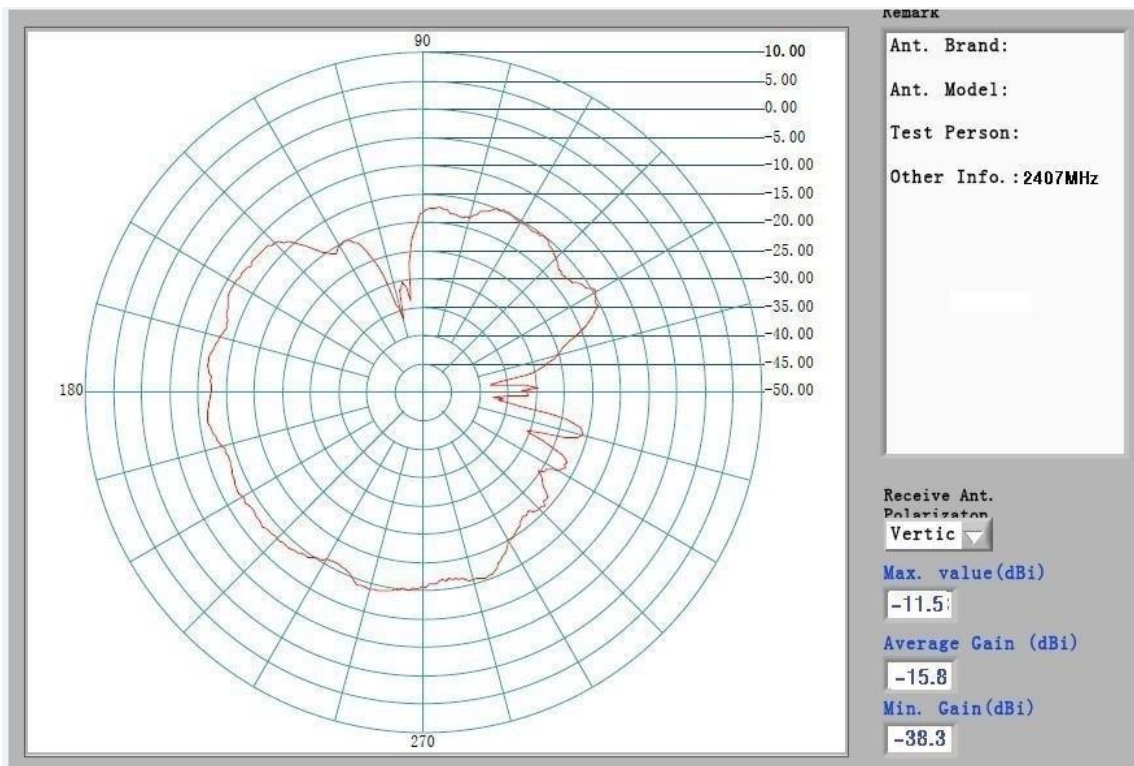 Remark
90
10.00
5.00
0.00
-5.00
-10.00
-15.00
-20.00
-25.00
-30.00
-35.00
-40.00
-45.00
-50.00
180
270
Ant. Brand:
Ant. Model:
Test Person:
Other Info.:2407MHz
Receive Ant.
Polarizaton
Vertic
Max. value(dBi)
-11.5
Average Gain (dBi)
-15.8
Min. Gain(dBi)
-38.3